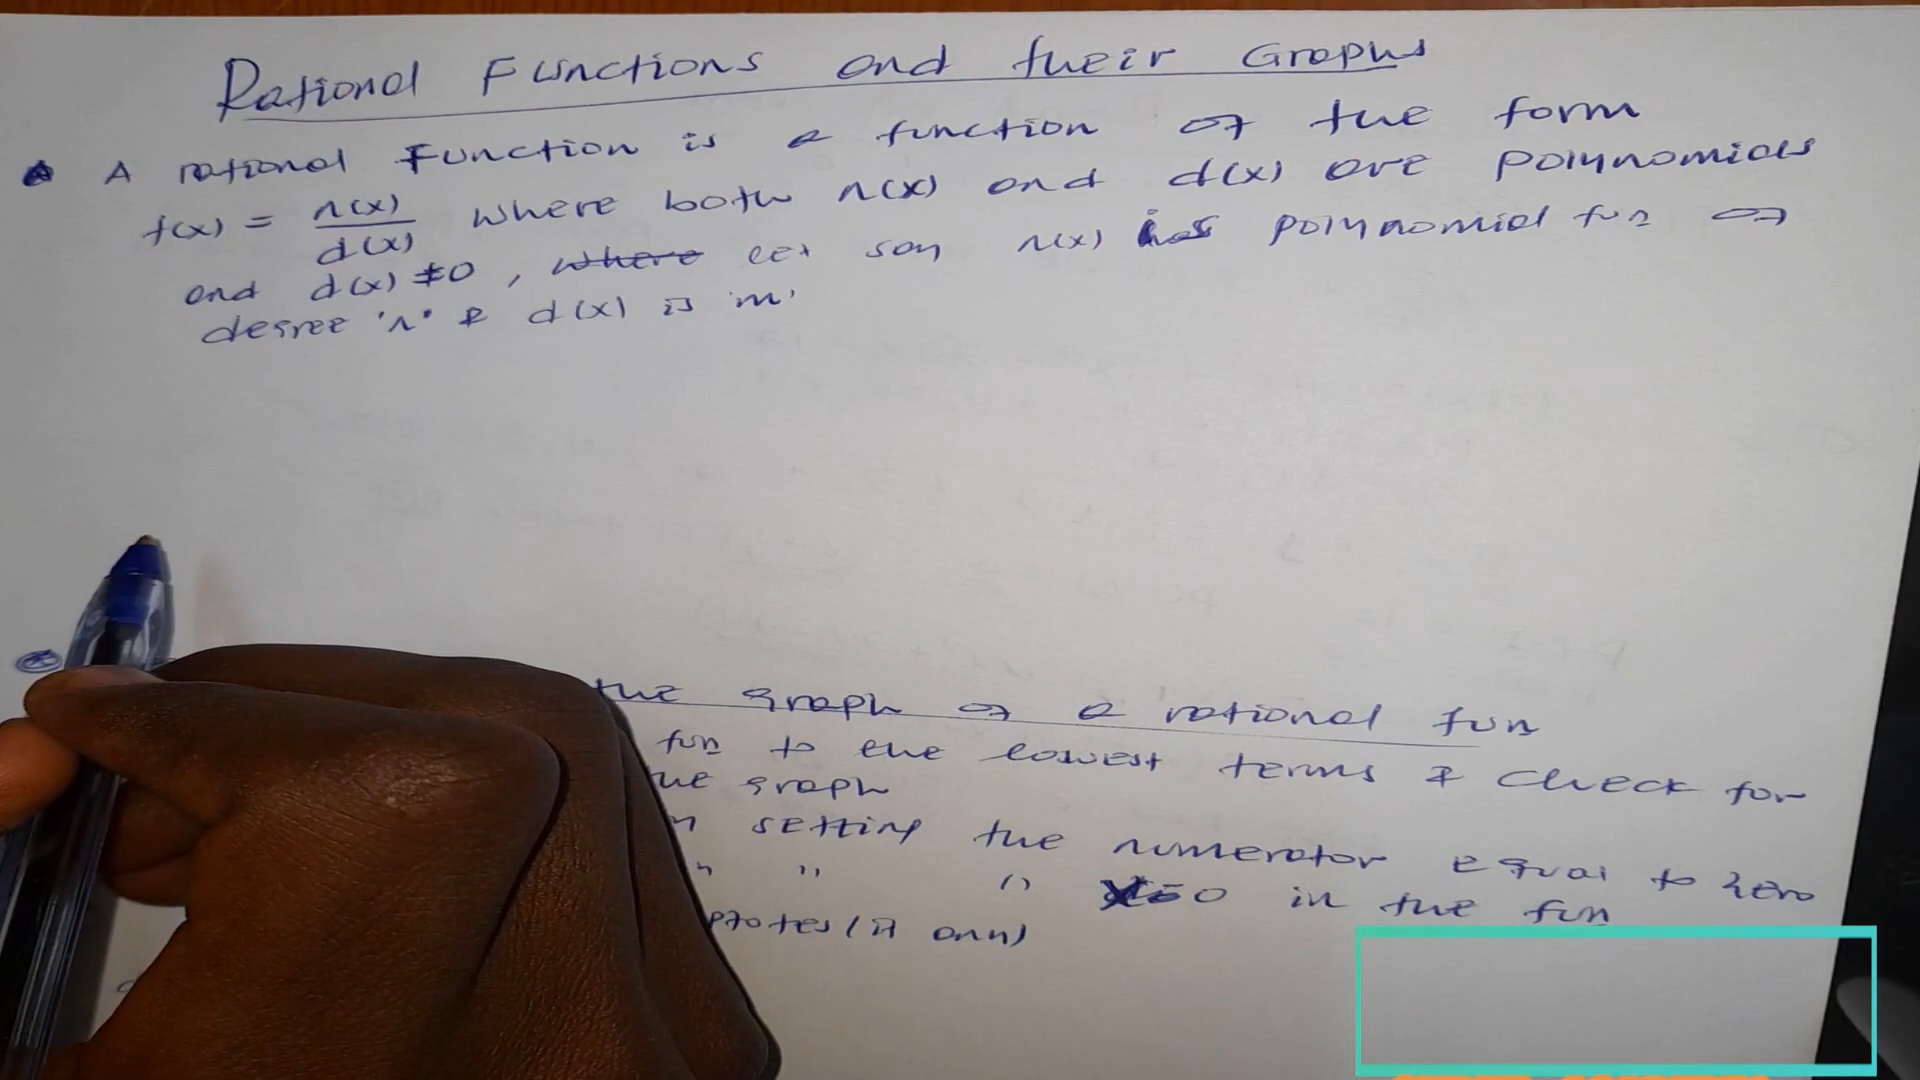 Rational Functions and their Graphs
A rational Function is a function of the form
f(x) = n(x)/d(x) where both n(x) and d(x) are polynomials
and d(x) ≠ 0, where let say n(x) has polynomial fun of
degree 'n' & d(x) is 'm'
the graph of a rational fun
fun to the lowest terms & check for
the graph
setting the numerator equal to zero
" " " x=0 in the fun
ptotes (if any)